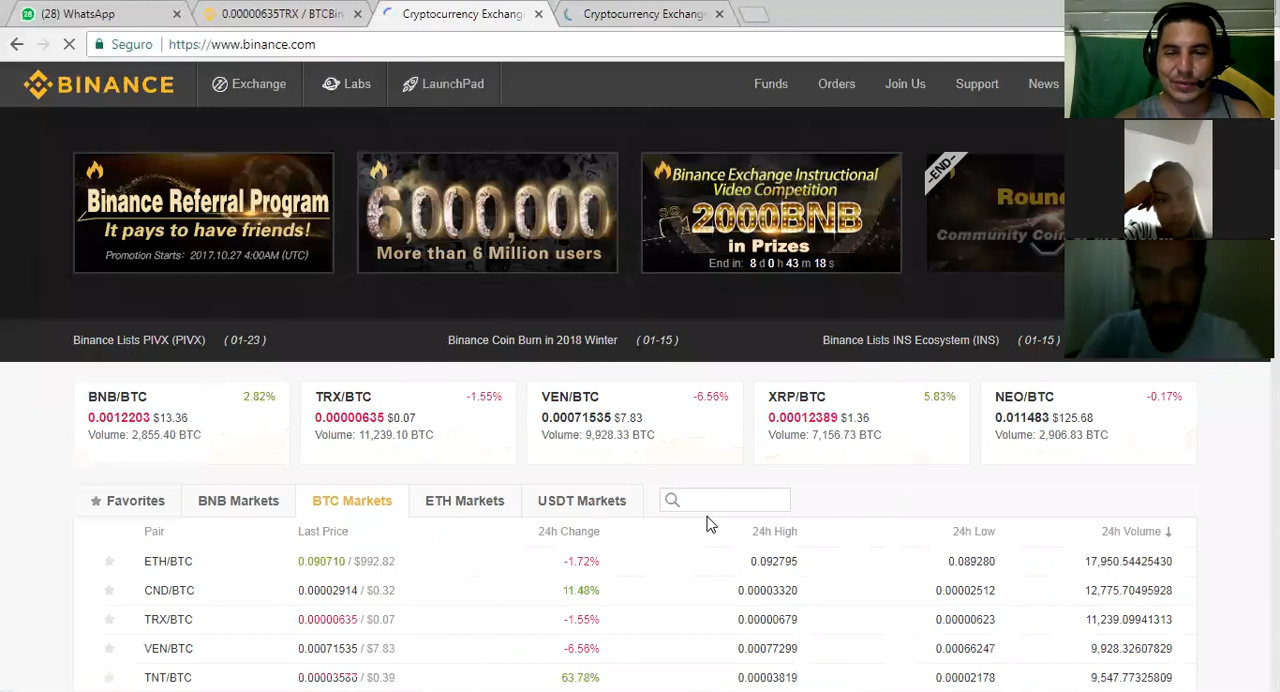 (28) WhatsApp
0.00000635TRX / BTCBin
Cryptocurrency Exchang
Cryptocurrency Exchang
Seguro
https://www.binance.com
BINANCE
Exchange
Labs
LaunchPad
Funds
Orders
Join Us
Support
News
Binance Referral Program
It pays to have friends!
Promotion Starts: 2017.10.27 4:00AM (UTC)
6,000,000
More than 6 Million users
Binance Exchange Instructional
Video Competition
2000BNB
in Prizes
End in: 8 d 0 h 43 m 18 s
-END-
Roun
Community Coin
Binance Lists PIVX (PIVX) ( 01-23 )
Binance Coin Burn in 2018 Winter ( 01-15 )
Binance Lists INS Ecosystem (INS) ( 01-15 )
BNB/BTC 2.82%
0.0012203 $13.36
Volume: 2,855.40 BTC
TRX/BTC -1.55%
0.00000635 $0.07
Volume: 11,239.10 BTC
VEN/BTC -6.56%
0.00071535 $7.83
Volume: 9,928.33 BTC
XRP/BTC 5.83%
0.00012389 $1.36
Volume: 7,156.73 BTC
NEO/BTC -0.17%
0.011483 $125.68
Volume: 2,906.83 BTC
Favorites BNB Markets BTC Markets ETH Markets USDT Markets
Pair Last Price 24h Change 24h High 24h Low 24h Volume
ETH/BTC 0.090710 / $992.82 -1.72% 0.092795 0.089280 17,950.54425430
CND/BTC 0.00002914 / $0.32 11.48% 0.00003320 0.00002512 12,775.70495928
TRX/BTC 0.00000635 / $0.07 -1.55% 0.00000679 0.00000623 11,239.09941313
VEN/BTC 0.00071535 / $7.83 -6.56% 0.00077299 0.00066247 9,928.32607829
TNT/BTC / $0.39 63.78% 0.00003819 0.00002178 9,547.77325809